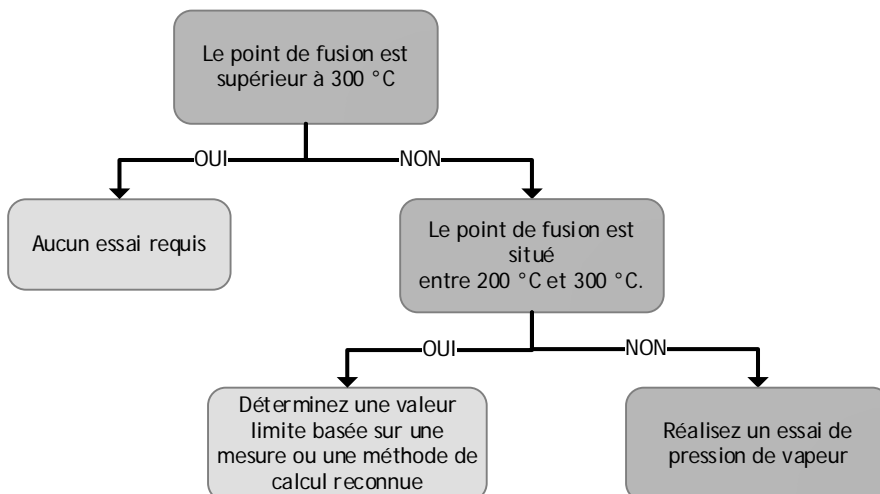 Le point de fusion est
supérieur à 300 °C
OUI
NON
Aucun essai requis
Le point de fusion est
situé
entre 200 °C et 300 °C.
OUI
NON
Déterminez une valeur
limite basée sur une
mesure ou une méthode de
calcul reconnue
Réalisez un essai de
pression de vapeur